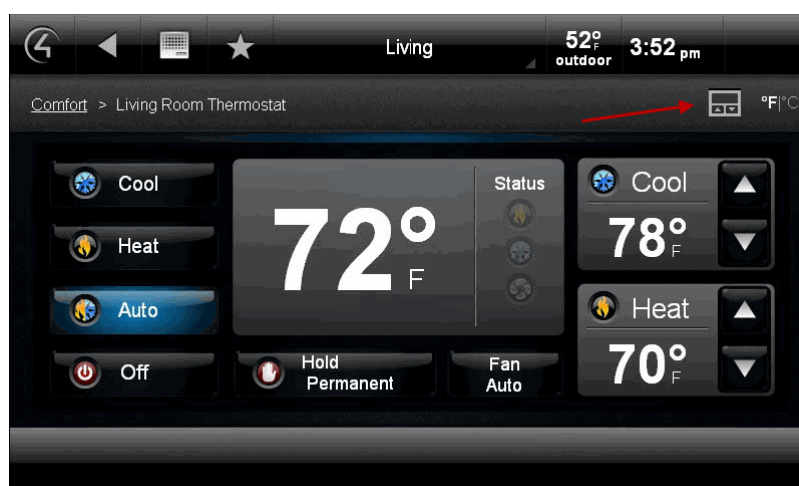 4
Living
52°F
outdoor
3:52 pm
Comfort > Living Room Thermostat
°F|°C
Cool
Heat
Auto
Off
72°F
Status
Hold
Permanent
Fan
Auto
Cool
78°F
Heat
70°F